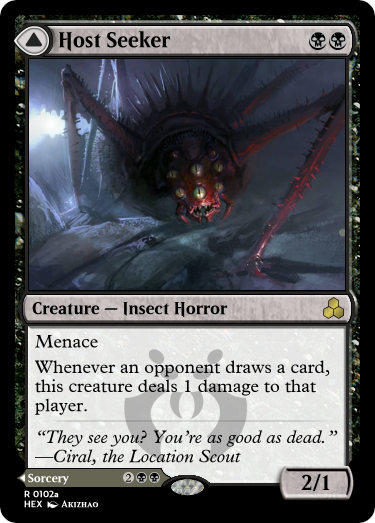 Host Seeker
Creature — Insect Horror
Menace
Whenever an opponent draws a card,
this creature deals 1 damage to that
player.
“They see you? You’re as good as dead.”
—Ciral, the Location Scout
Sorcery 2
2/1
R 0102a
HEX Akizhao